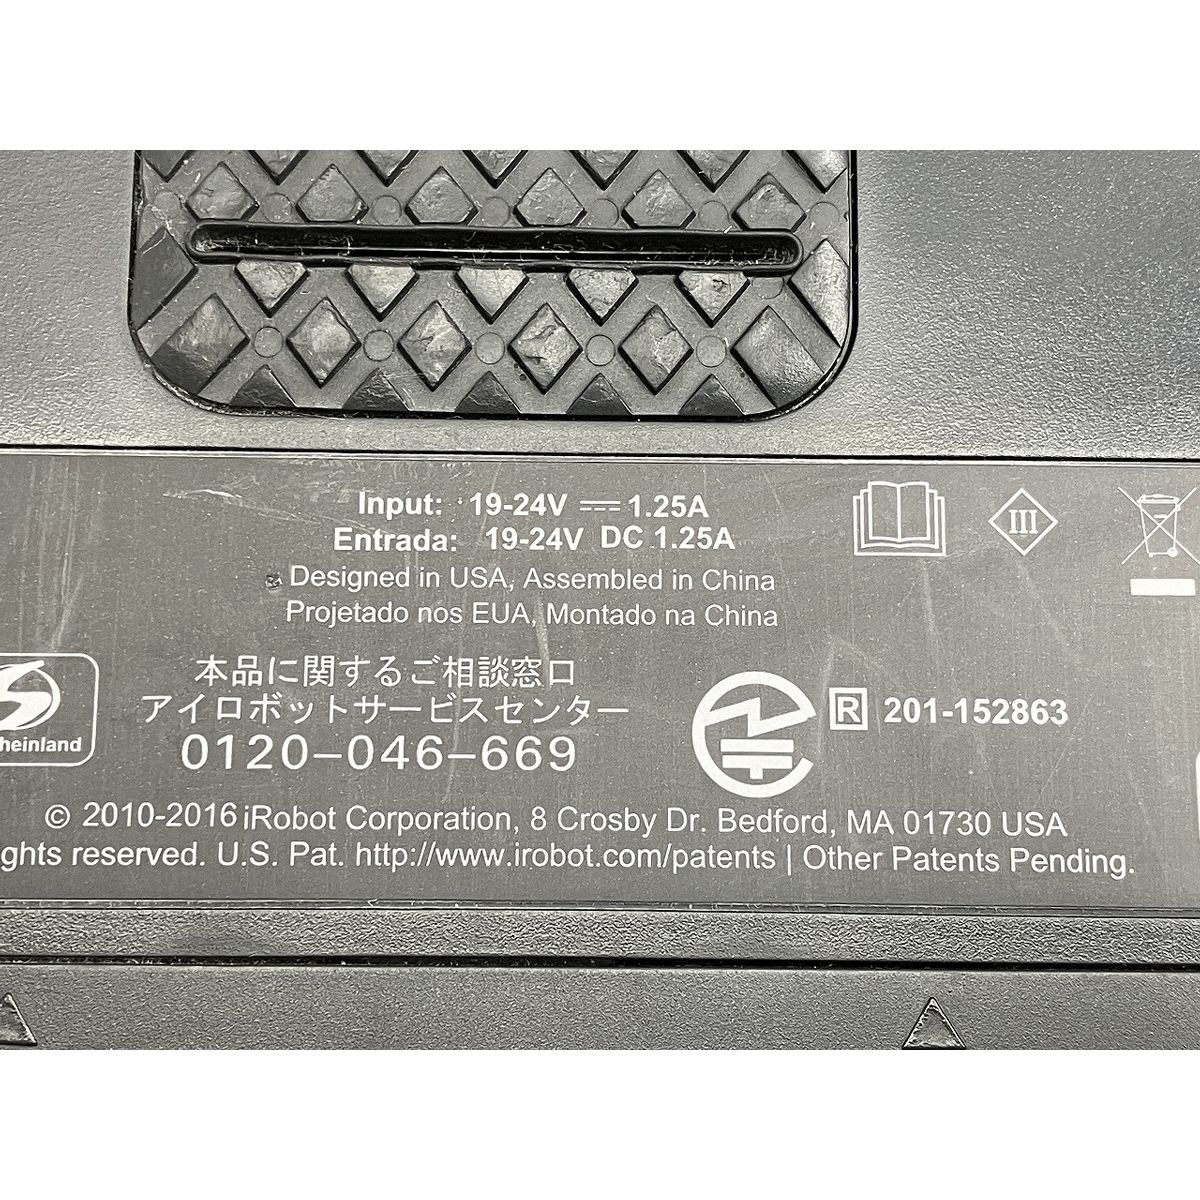 Input: 19-24V ⎓ 1.25A
Entrada: 19-24V DC 1.25A
Designed in USA, Assembled in China
Projetado nos EUA, Montado na China
III
本品に関するご相談窓口
アイロボットサービスセンター
0120-046-669
heinland
R 201-152863
© 2010-2016 iRobot Corporation, 8 Crosby Dr. Bedford, MA 01730 USA
ghts reserved. U.S. Pat. http://www.irobot.com/patents | Other Patents Pending.